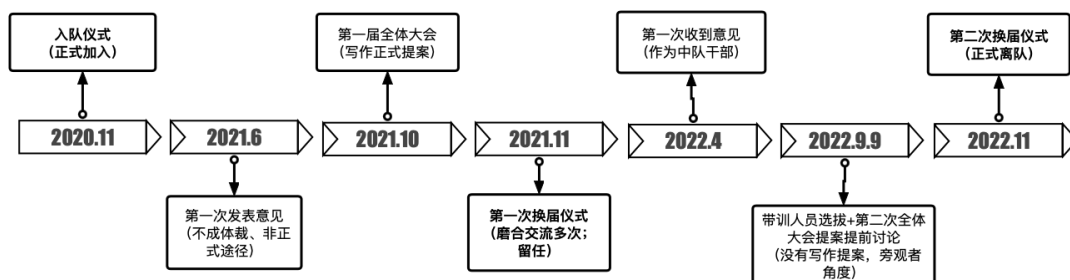 入队仪式
（正式加入）
第一届全体大会
（写作正式提案）
第一次收到意见
（作为中队干部）
第二次换届仪式
（正式离队）
2020.11
2021.6
2021.10
2021.11
2022.4
2022.9.9
2022.11
第一次发表意见
（不成体裁、非正
式途径）
第一次换届仪式
（磨合交流多次；
留任）
带训人员选拔+第二次全体
大会提案提前讨论
（没有写作提案，旁观者
角度）